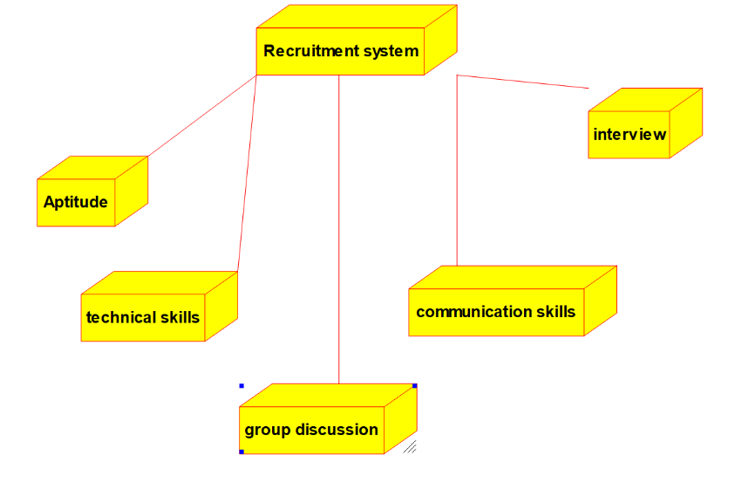 Recruitment system
interview
Aptitude
technical skills
communication skills
group discussion